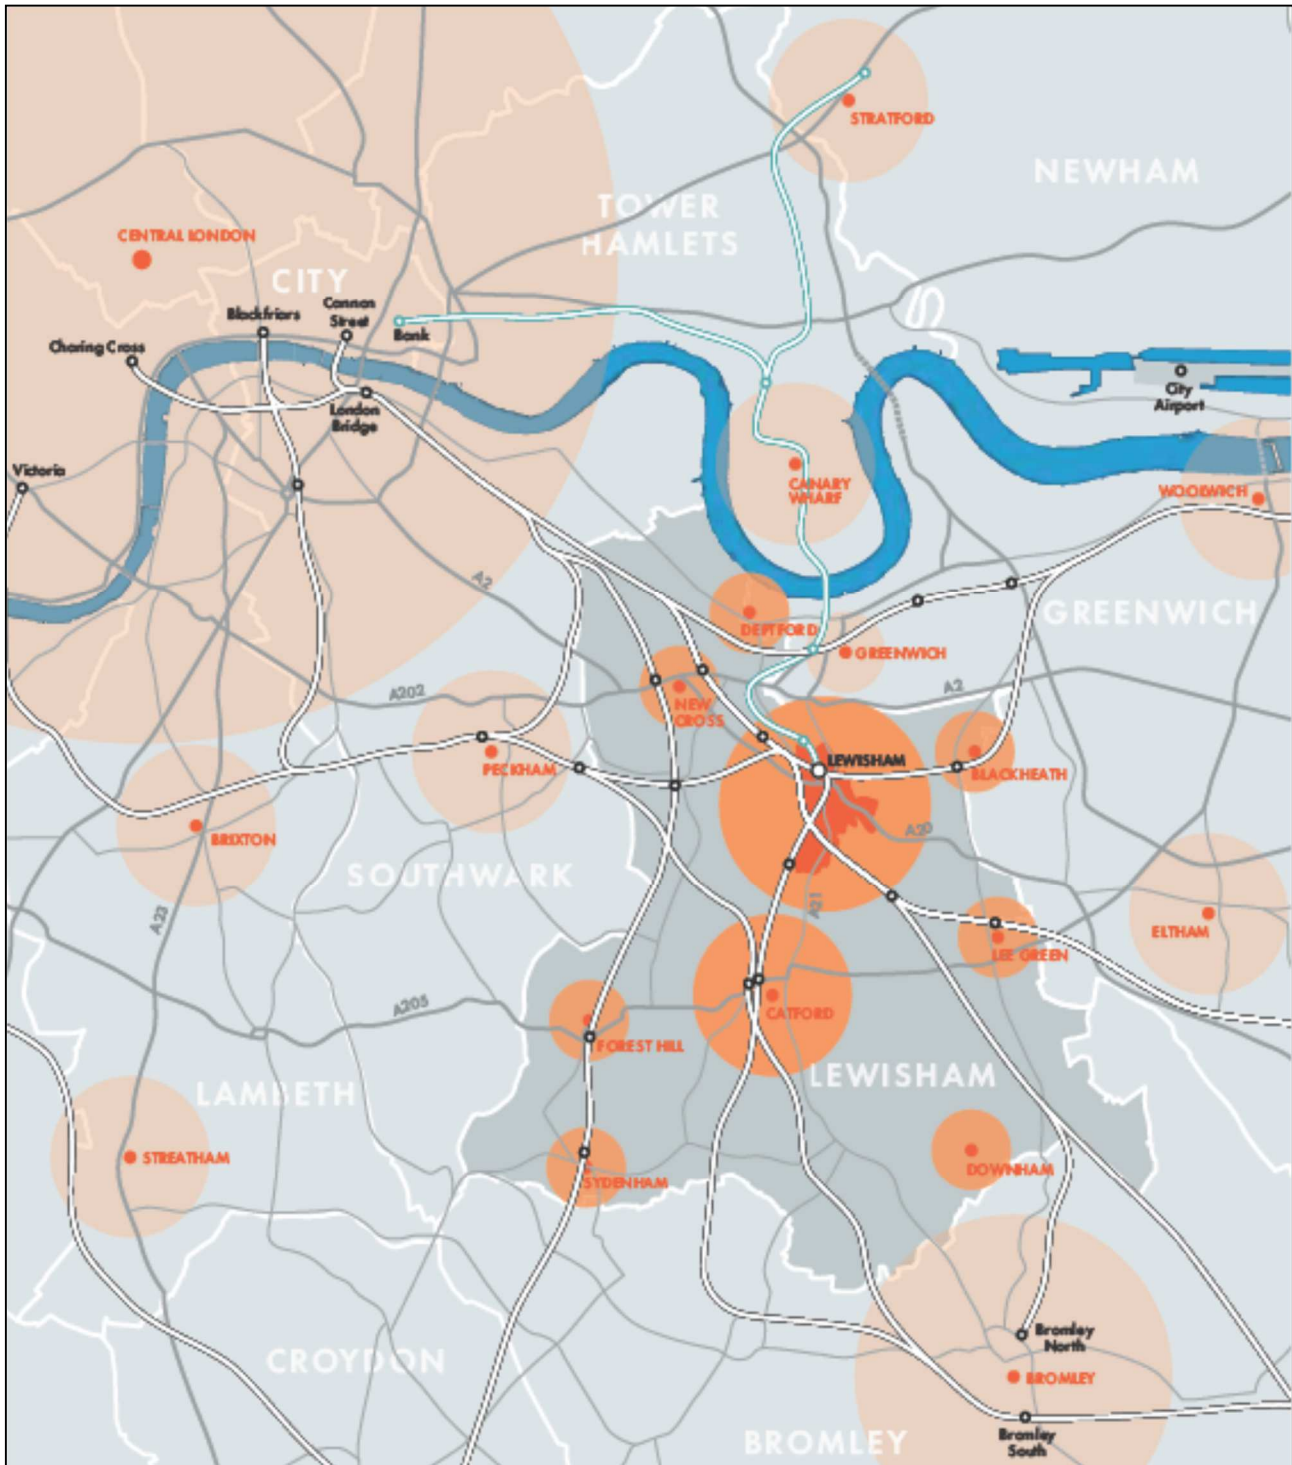 STRATFORD
NEWHAM
TOWER
HAMLETS
CENTRAL LONDON
CITY
Cannon
Street
Blackfriars
Bank
Charing Cross
London
Bridge
City
Airport
Victoria
CANARY
WHARF
WOOLWICH
A2
GREENWICH
DEPTFORD
GREENWICH
A202
A2
NEW
CROSS
LEWISHAM
PECKHAM
BLACKHEATH
BRIXTON
A20
SOUTHWARK
A23
A21
ELTHAM
LEE GREEN
A205
CATFORD
FOREST HILL
LEWISHAM
LAMBETH
STREATHAM
DOWNHAM
SYDENHAM
Bromley
North
CROYDON
BROMLEY
BROMLEY
Bromley
South